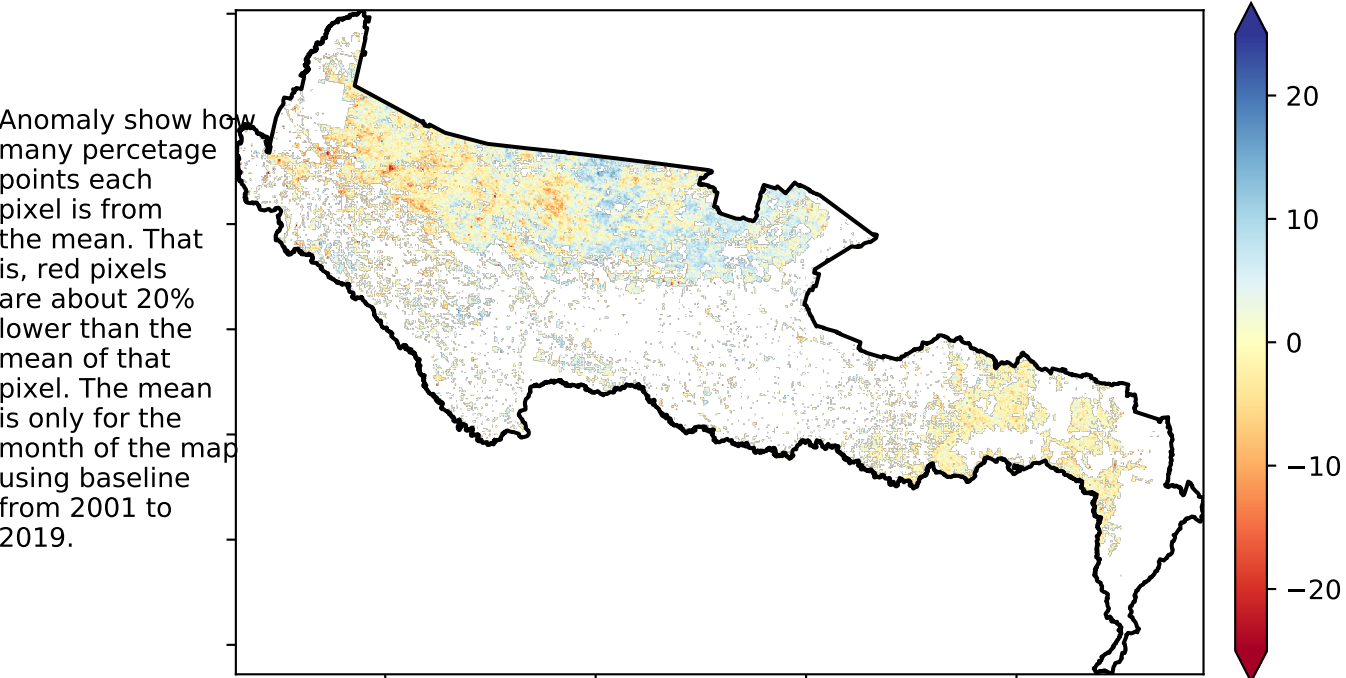 Anomaly show how
many percetage
points each
pixel is from
the mean. That
is, red pixels
are about 20%
lower than the
mean of that
pixel. The mean
is only for the
month of the map
using baseline
from 2001 to
2019.
20
10
0
−10
−20